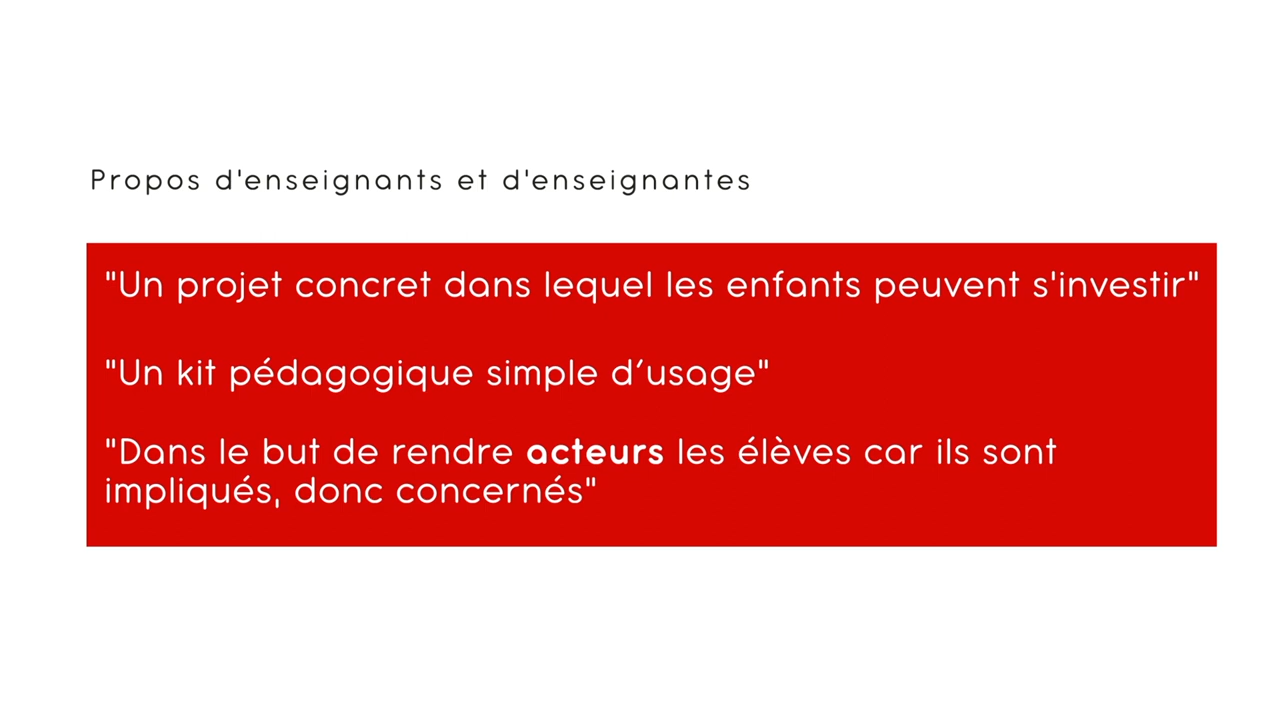 Propos d'enseignants et d'enseignantes
"Un projet concret dans lequel les enfants peuvent s'investir"
"Un kit pédagogique simple d’usage"
"Dans le but de rendre acteurs les élèves car ils sont
impliqués, donc concernés"